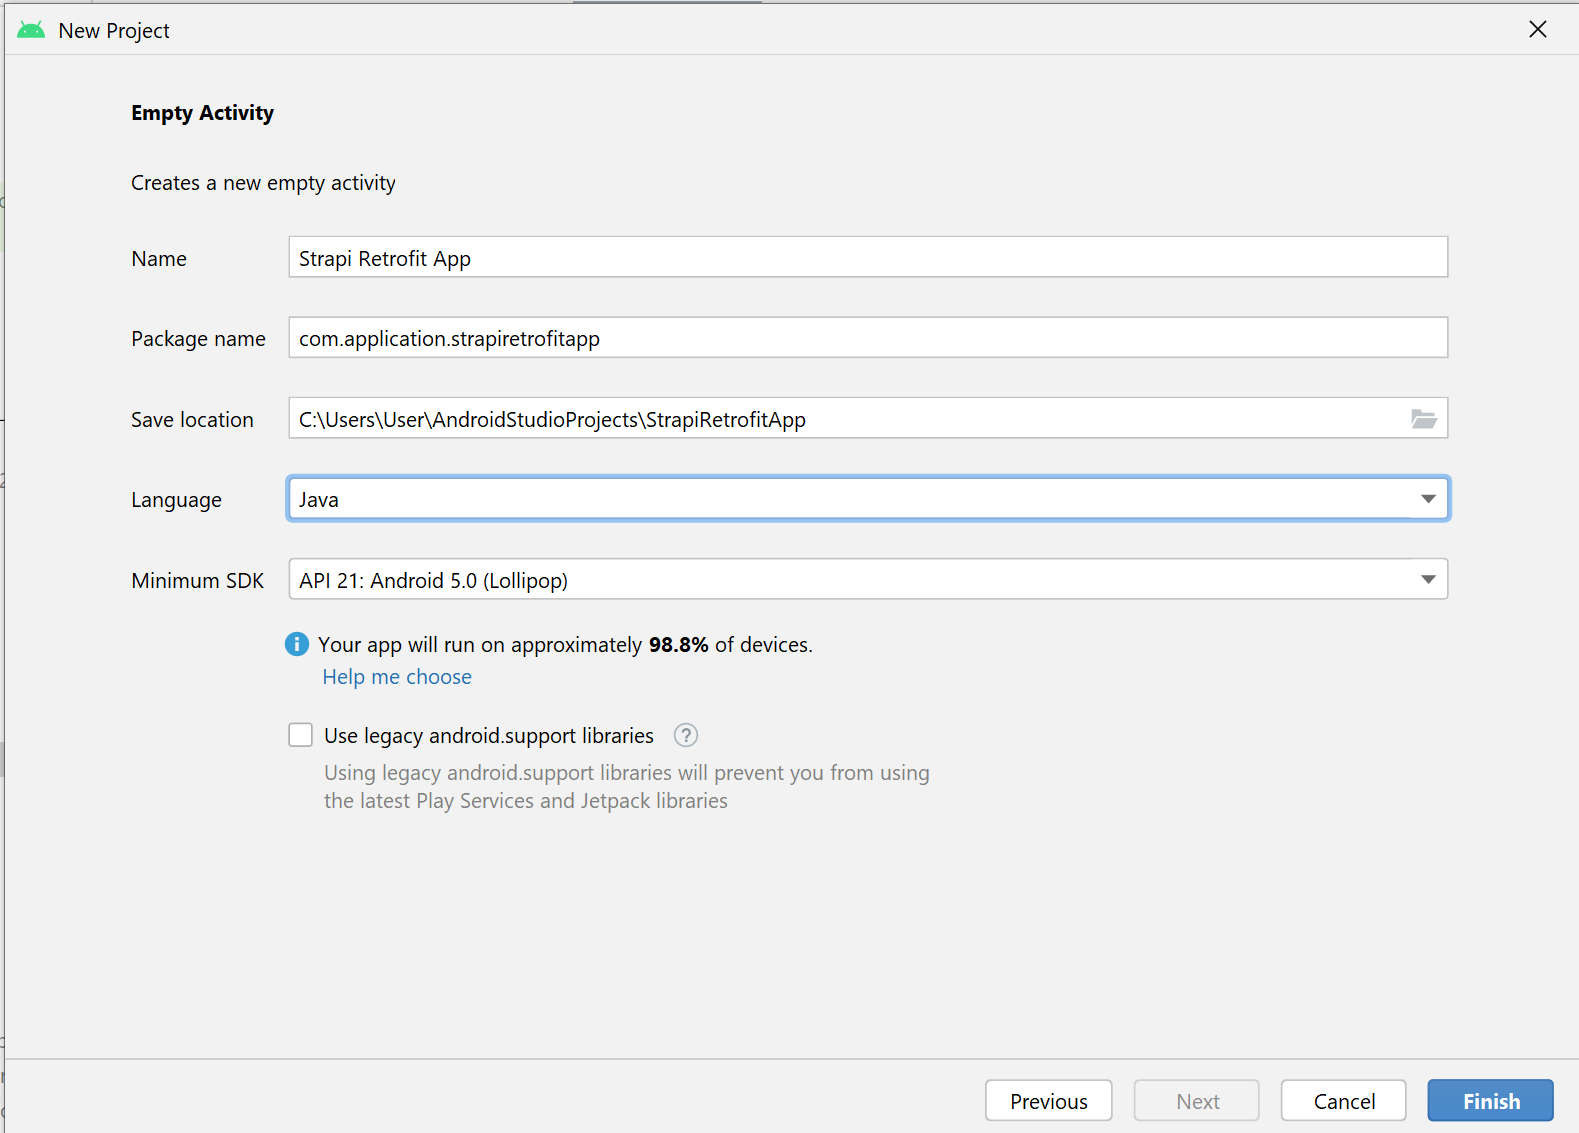 New Project
Empty Activity
Creates a new empty activity
Name Strapi Retrofit App
Package name com.application.strapiretrofitapp
Save location C:\Users\User\AndroidStudioProjects\StrapiRetrofitApp
Language Java
Minimum SDK API 21: Android 5.0 (Lollipop)
Your app will run on approximately 98.8% of devices.
Help me choose
Use legacy android.support libraries ?
Using legacy android.support libraries will prevent you from using
the latest Play Services and Jetpack libraries
Previous Next Cancel Finish